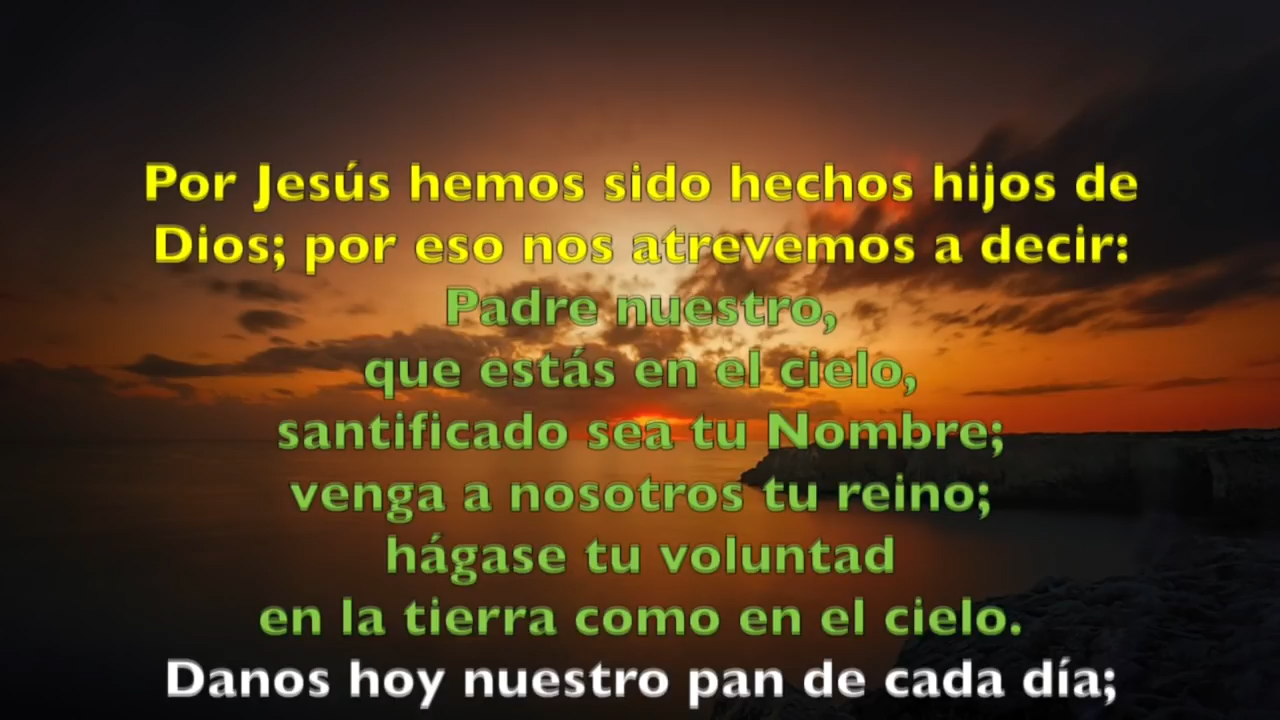 Por Jesús hemos sido hechos hijos de
Dios; por eso nos atrevemos a decir:
Padre nuestro,
que estás en el cielo,
santificado sea tu Nombre;
venga a nosotros tu reino;
hágase tu voluntad
en la tierra como en el cielo.
Danos hoy nuestro pan de cada día;